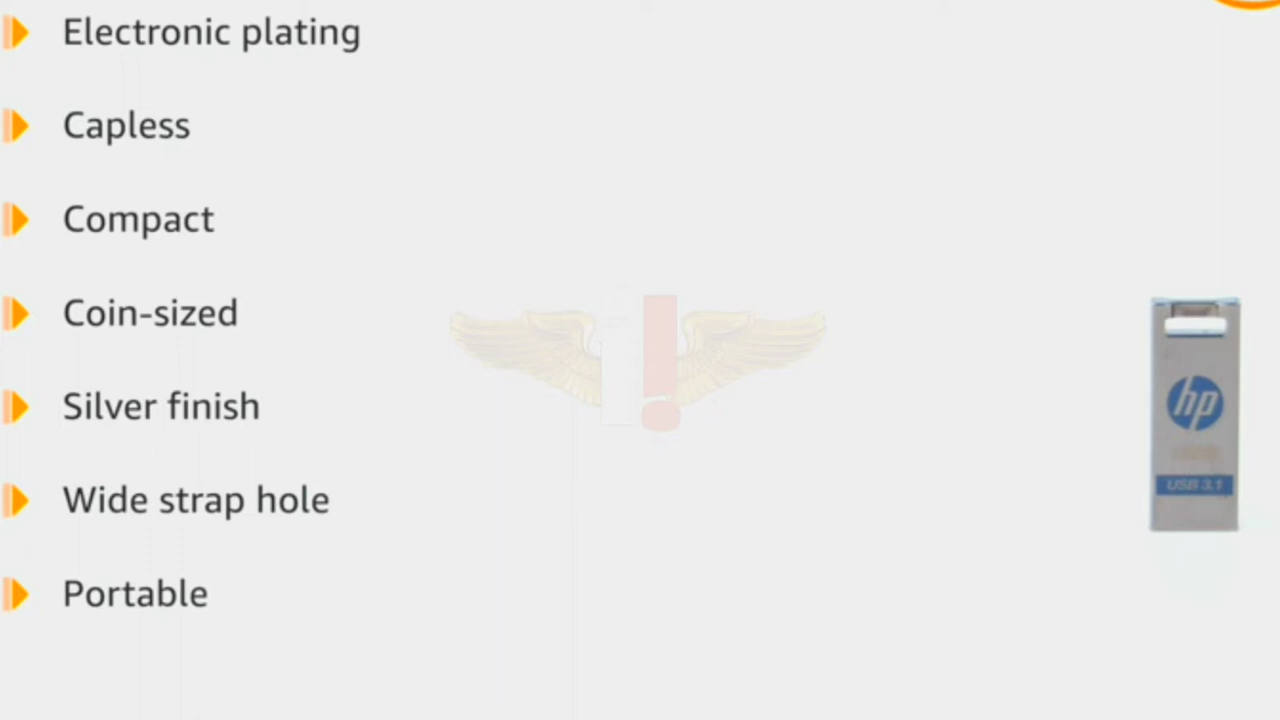 Electronic plating
Capless
Compact
Coin-sized
Silver finish
Wide strap hole
Portable
hp
USB 3.1